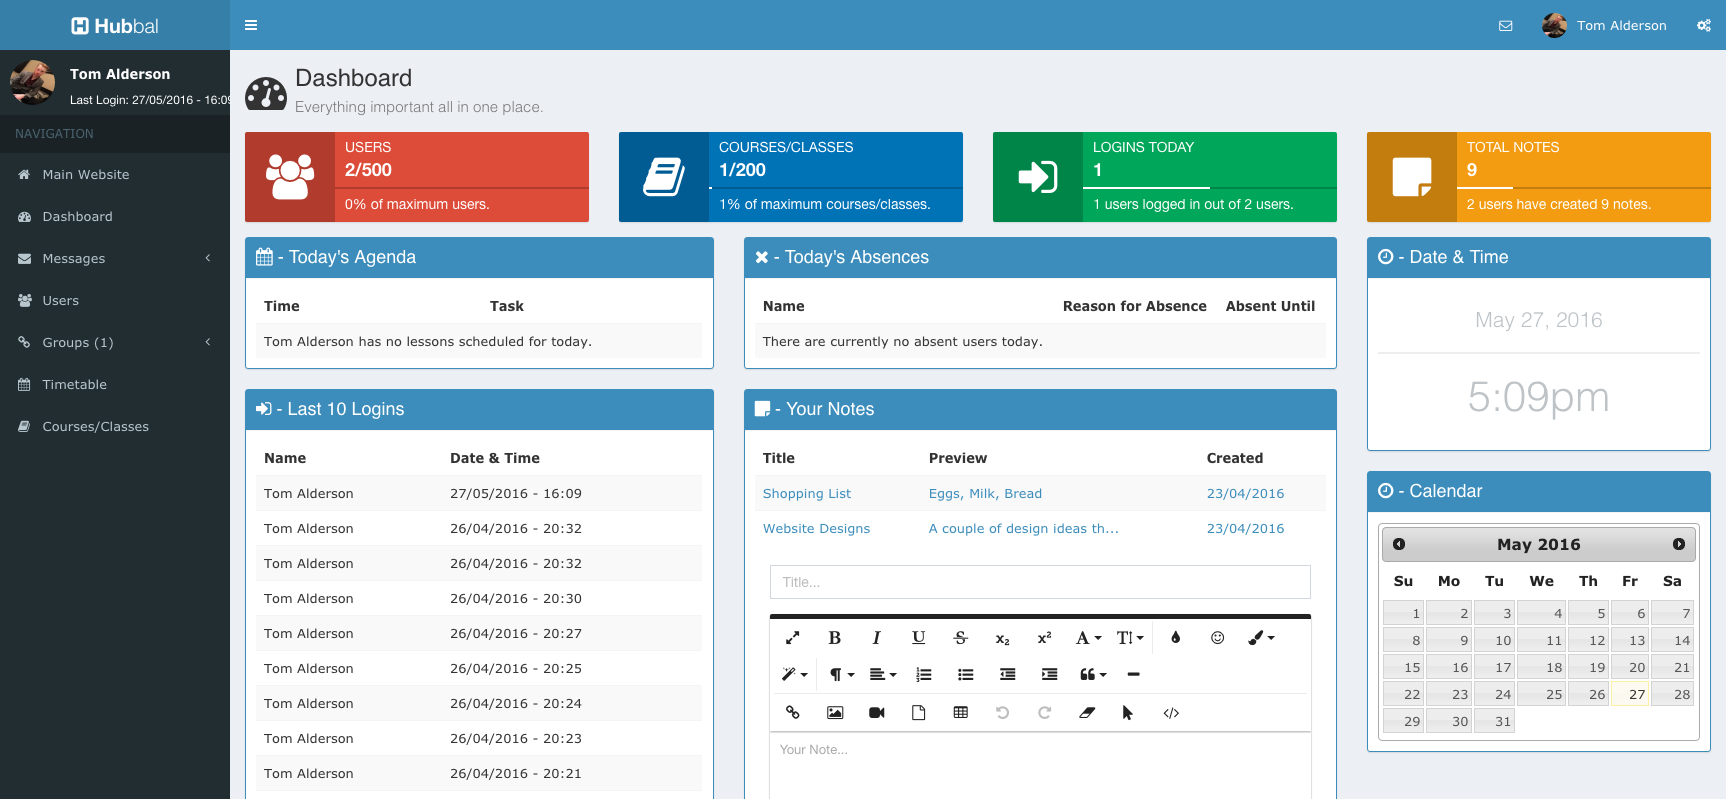 Hubbal
Tom Alderson
Tom Alderson
Last Login: 27/05/2016 - 16:09
NAVIGATION
Main Website
Dashboard
Messages
Users
Groups (1)
Timetable
Courses/Classes
Dashboard
Everything important all in one place.
USERS
2/500
0% of maximum users.
COURSES/CLASSES
1/200
1% of maximum courses/classes.
LOGINS TODAY
1
1 users logged in out of 2 users.
TOTAL NOTES
9
2 users have created 9 notes.
- Today's Agenda
Time Task
Tom Alderson has no lessons scheduled for today.
- Today's Absences
Name Reason for Absence Absent Until
There are currently no absent users today.
- Date & Time
May 27, 2016
5:09pm
- Last 10 Logins
Name Date & Time
Tom Alderson 27/05/2016 - 16:09
Tom Alderson 26/04/2016 - 20:32
Tom Alderson 26/04/2016 - 20:32
Tom Alderson 26/04/2016 - 20:30
Tom Alderson 26/04/2016 - 20:27
Tom Alderson 26/04/2016 - 20:25
Tom Alderson 26/04/2016 - 20:24
Tom Alderson 26/04/2016 - 20:23
Tom Alderson 26/04/2016 - 20:21
- Your Notes
Title Preview Created
Shopping List Eggs, Milk, Bread 23/04/2016
Website Designs A couple of design ideas th... 23/04/2016
Title...
B I U S x₂ x² A T
Your Note...
- Calendar
May 2016
Su Mo Tu We Th Fr Sa
1 2 3 4 5 6 7
8 9 10 11 12 13 14
15 16 17 18 19 20 21
22 23 24 25 26 27 28
29 30 31